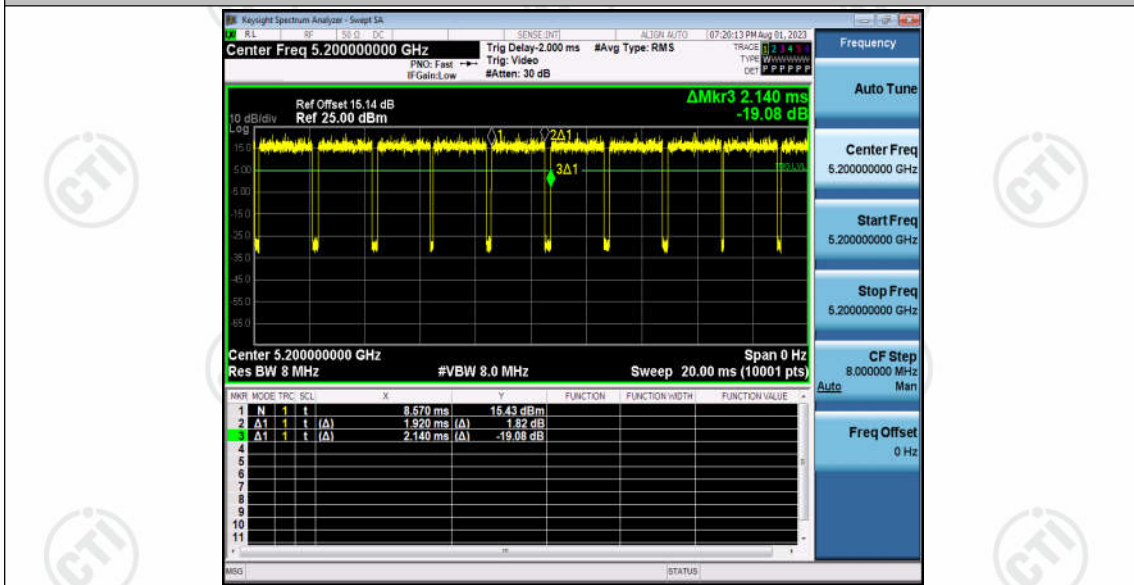 Keysight Spectrum Analyzer - Swept SA
RL RF 50 Ω DC SENSE:INT ALIGN AUTO 07:20:13 PM Aug 01, 2023
Center Freq 5.200000000 GHz Trig Delay-2.000 ms #Avg Type: RMS TRACE 1 2 3 4 5 6
PNO: Fast Trig: Video TYPE WWWWWW
IFGain:Low #Atten: 30 dB DET P P P P P P
Frequency
Auto Tune
Center Freq
5.200000000 GHz
Start Freq
5.200000000 GHz
Stop Freq
5.200000000 GHz
CF Step
8.000000 MHz
Auto Man
Freq Offset
0 Hz
ΔMkr3 2.140 ms
-19.08 dB
Ref Offset 15.14 dB
10 dB/div Ref 25.00 dBm
Log
15.0
5.00
-5.00
-15.0
-25.0
-35.0
-45.0
-55.0
-65.0
1 2Δ1
3Δ1
TRIG LVL
Center 5.200000000 GHz Span 0 Hz
Res BW 8 MHz #VBW 8.0 MHz Sweep 20.00 ms (10001 pts)
MKR MODE TRC SCL X Y FUNCTION FUNCTION WIDTH FUNCTION VALUE
1 N 1 t 8.570 ms 15.43 dBm
2 Δ1 1 t (Δ) 1.920 ms (Δ) 1.82 dB
3 Δ1 1 t (Δ) 2.140 ms (Δ) -19.08 dB
4
5
6
7
8
9
10
11
MSG STATUS
CTI
CTI
CTI
CTI